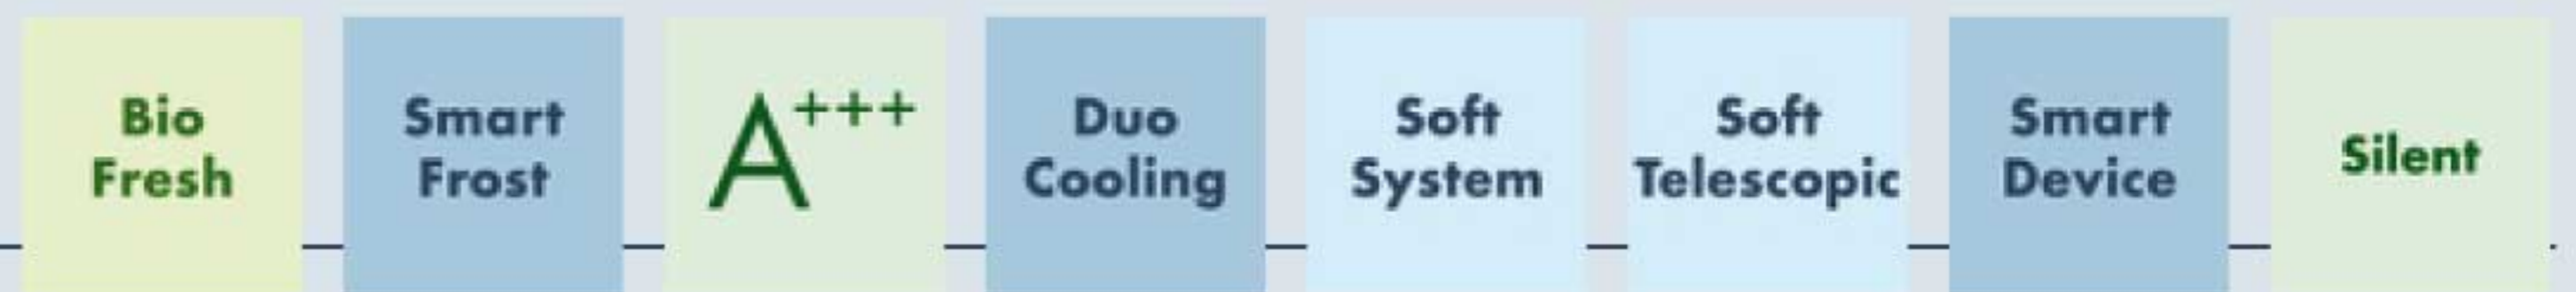 Bio
Fresh
Smart
Frost
A+++
Duo
Cooling
Soft
System
Soft
Telescopic
Smart
Device
Silent